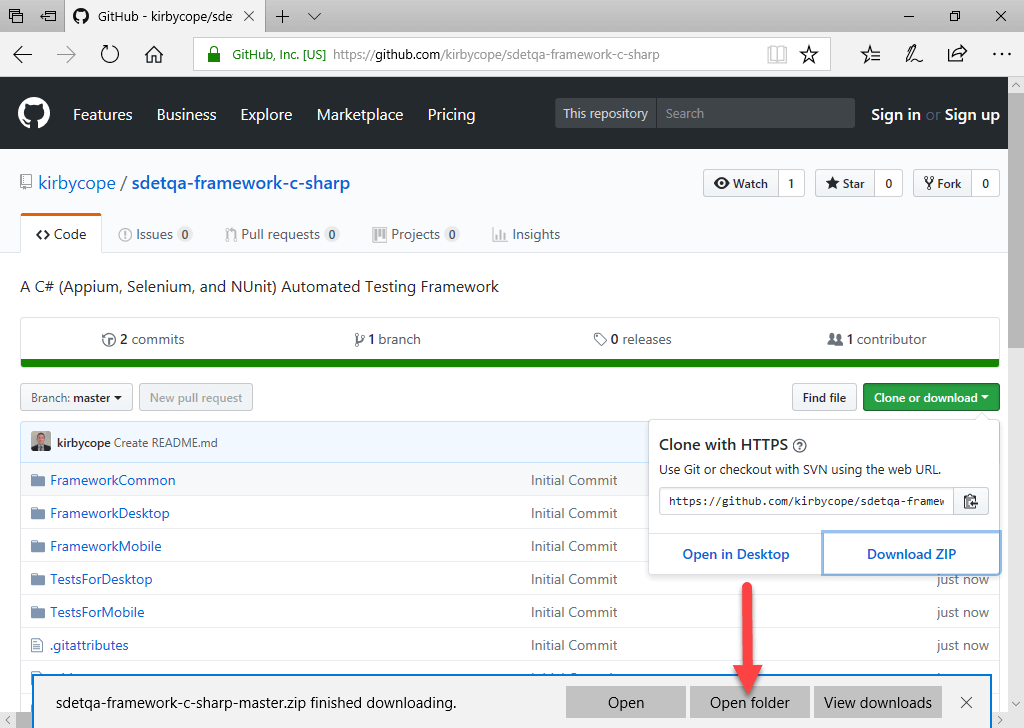 GitHub - kirbycope/sde
GitHub, Inc. [US] https://github.com/kirbycope/sdetqa-framework-c-sharp
Features Business Explore Marketplace Pricing This repository Search Sign in or Sign up
kirbycope / sdetqa-framework-c-sharp Watch 1 Star 0 Fork 0
Code Issues 0 Pull requests 0 Projects 0 Insights
A C# (Appium, Selenium, and NUnit) Automated Testing Framework
2 commits 1 branch 0 releases 1 contributor
Branch: master New pull request Find file Clone or download
kirbycope Create README.md
Clone with HTTPS
Use Git or checkout with SVN using the web URL.
https://github.com/kirbycope/sdetqa-framew
Open in Desktop Download ZIP
FrameworkCommon Initial Commit
FrameworkDesktop Initial Commit
FrameworkMobile Initial Commit
TestsForDesktop Initial Commit just now
TestsForMobile Initial Commit just now
.gitattributes Initial Commit just now
sdetqa-framework-c-sharp-master.zip finished downloading. Open Open folder View downloads